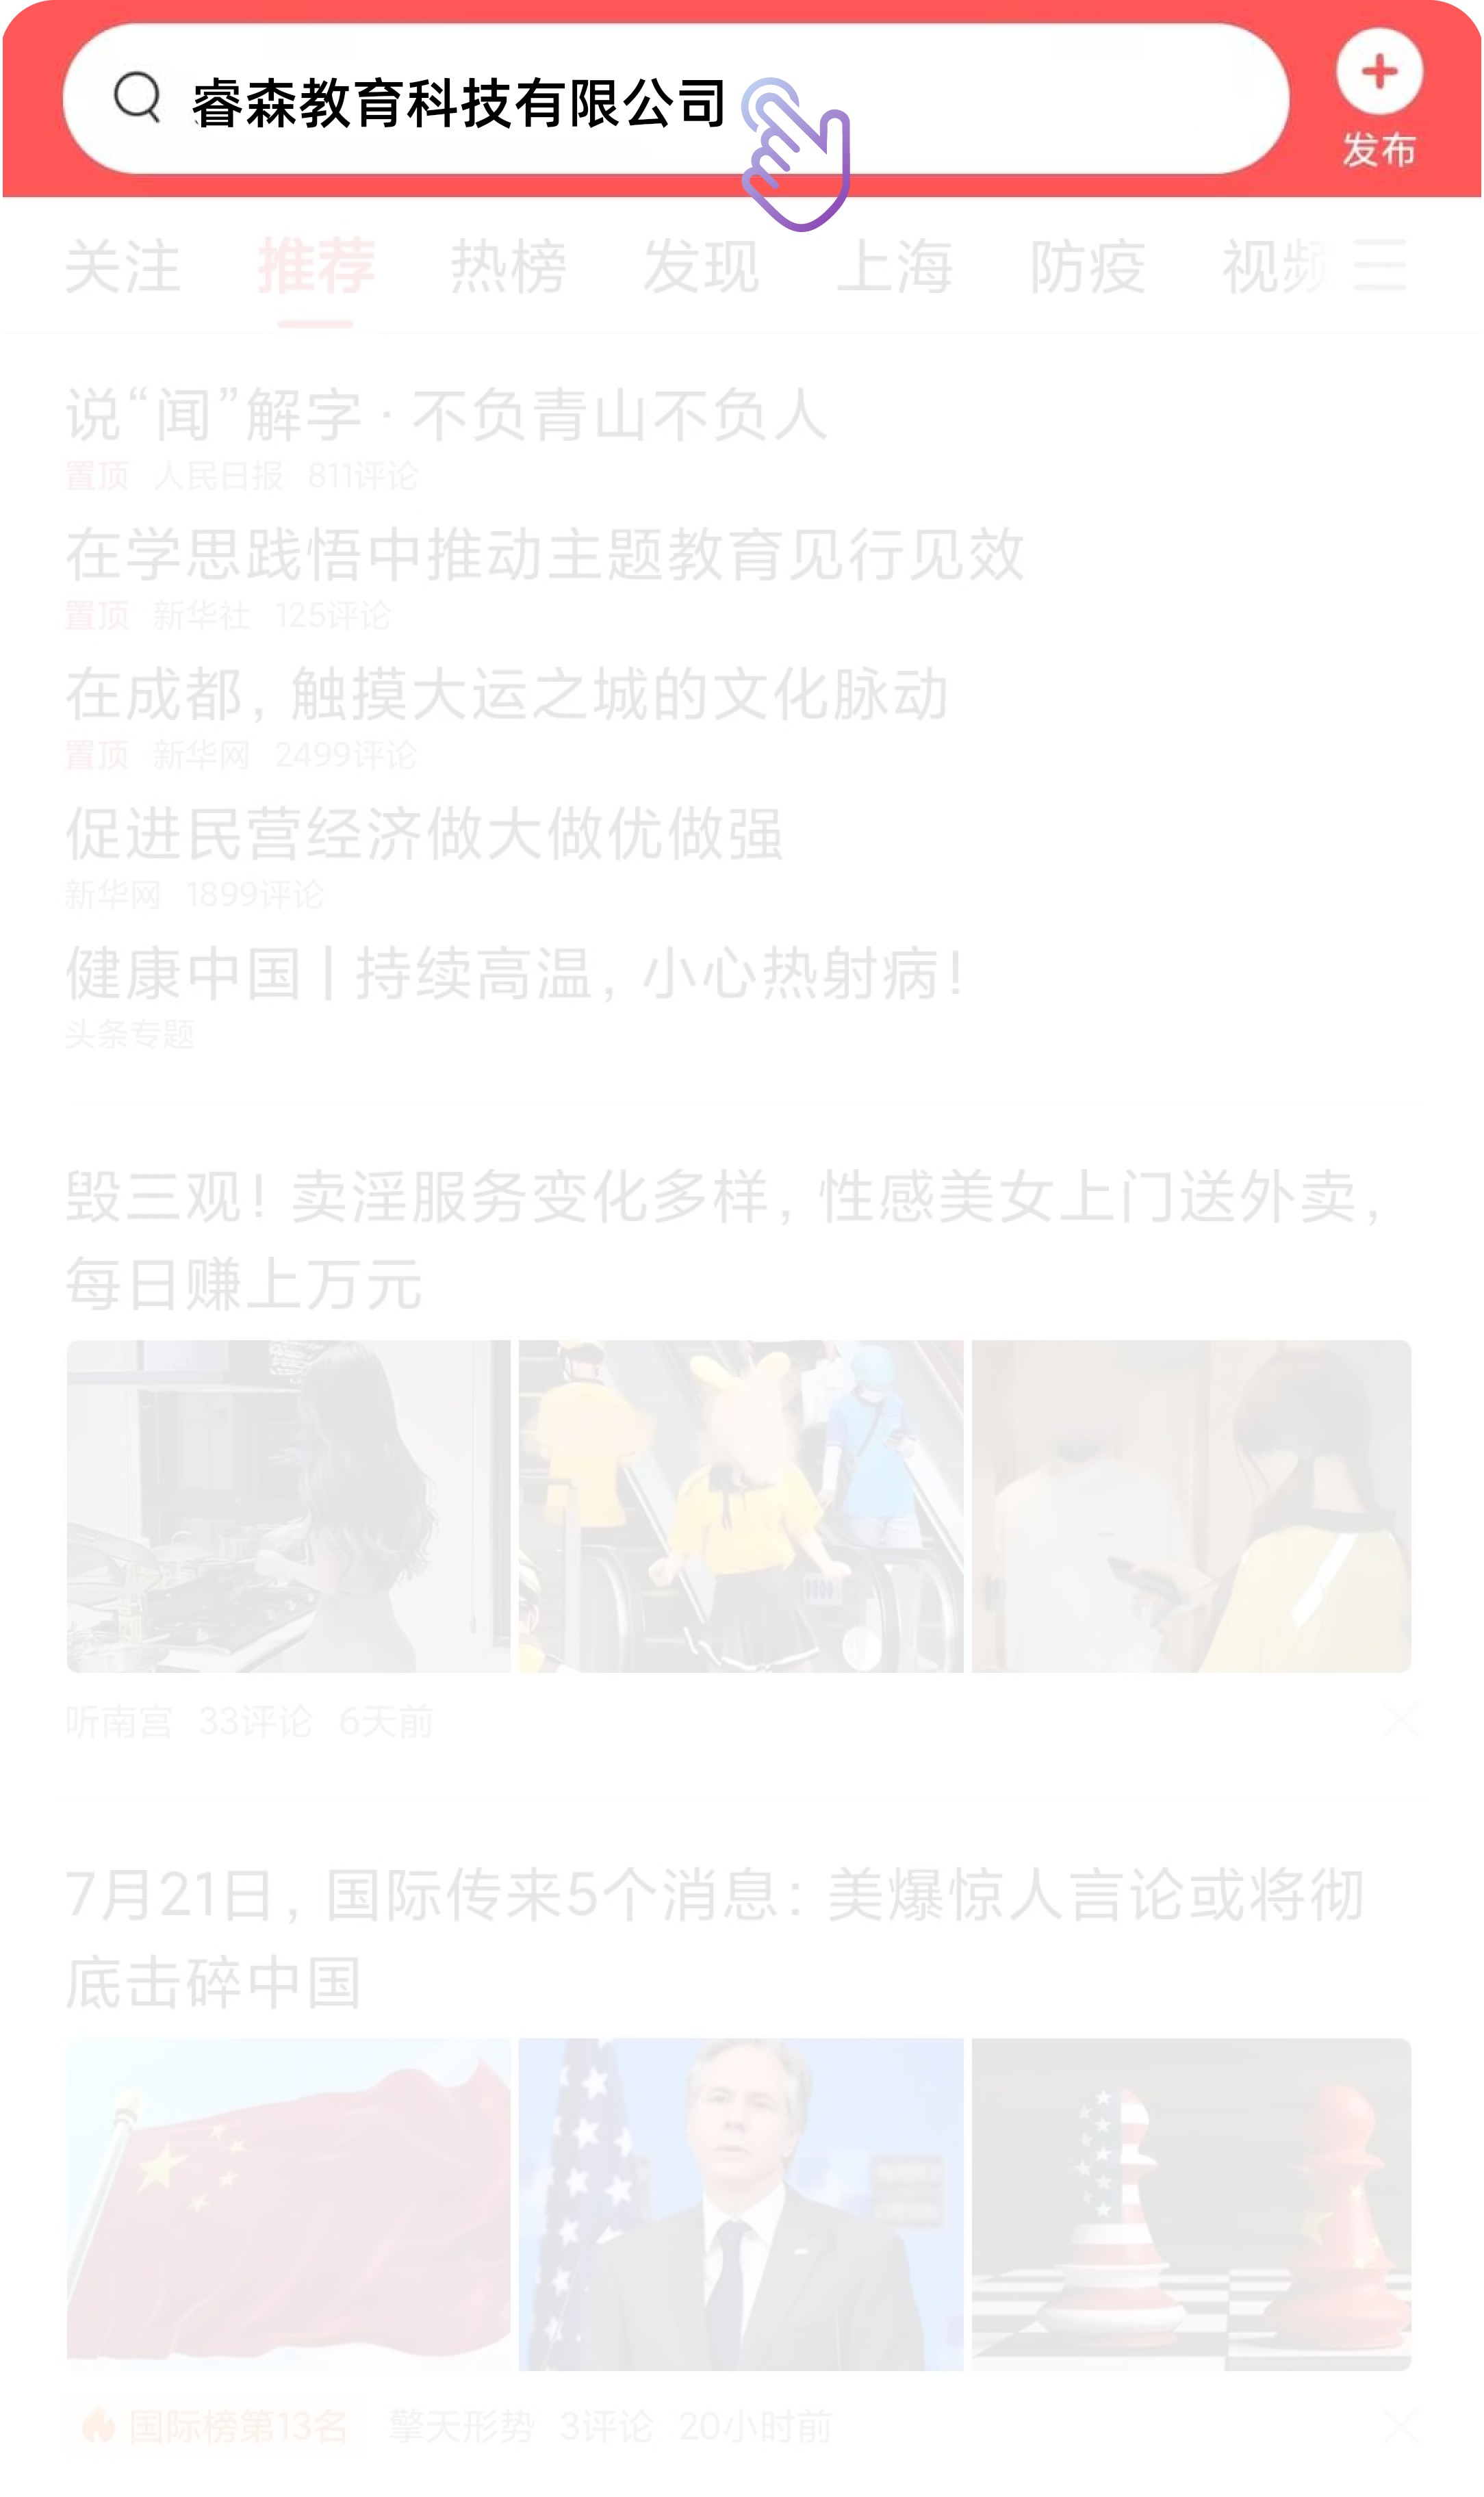 睿森教育科技有限公司
发布
关注 推荐 热榜 发现 上海 防疫 视频
说“闻”解字·不负青山不负人
置顶 人民日报 811评论
在学思践悟中推动主题教育见行见效
置顶 新华社 125评论
在成都，触摸大运之城的文化脉动
置顶 新华网 2499评论
促进民营经济做大做优做强
新华网 1899评论
健康中国 | 持续高温，小心热射病！
头条专题
毁三观！卖淫服务变化多样，性感美女上门送外卖，
每日赚上万元
听南宫 33评论 6天前
7月21日，国际传来5个消息：美爆惊人言论或将彻
底击碎中国
国际榜第13名 擎天形势 3评论 20小时前